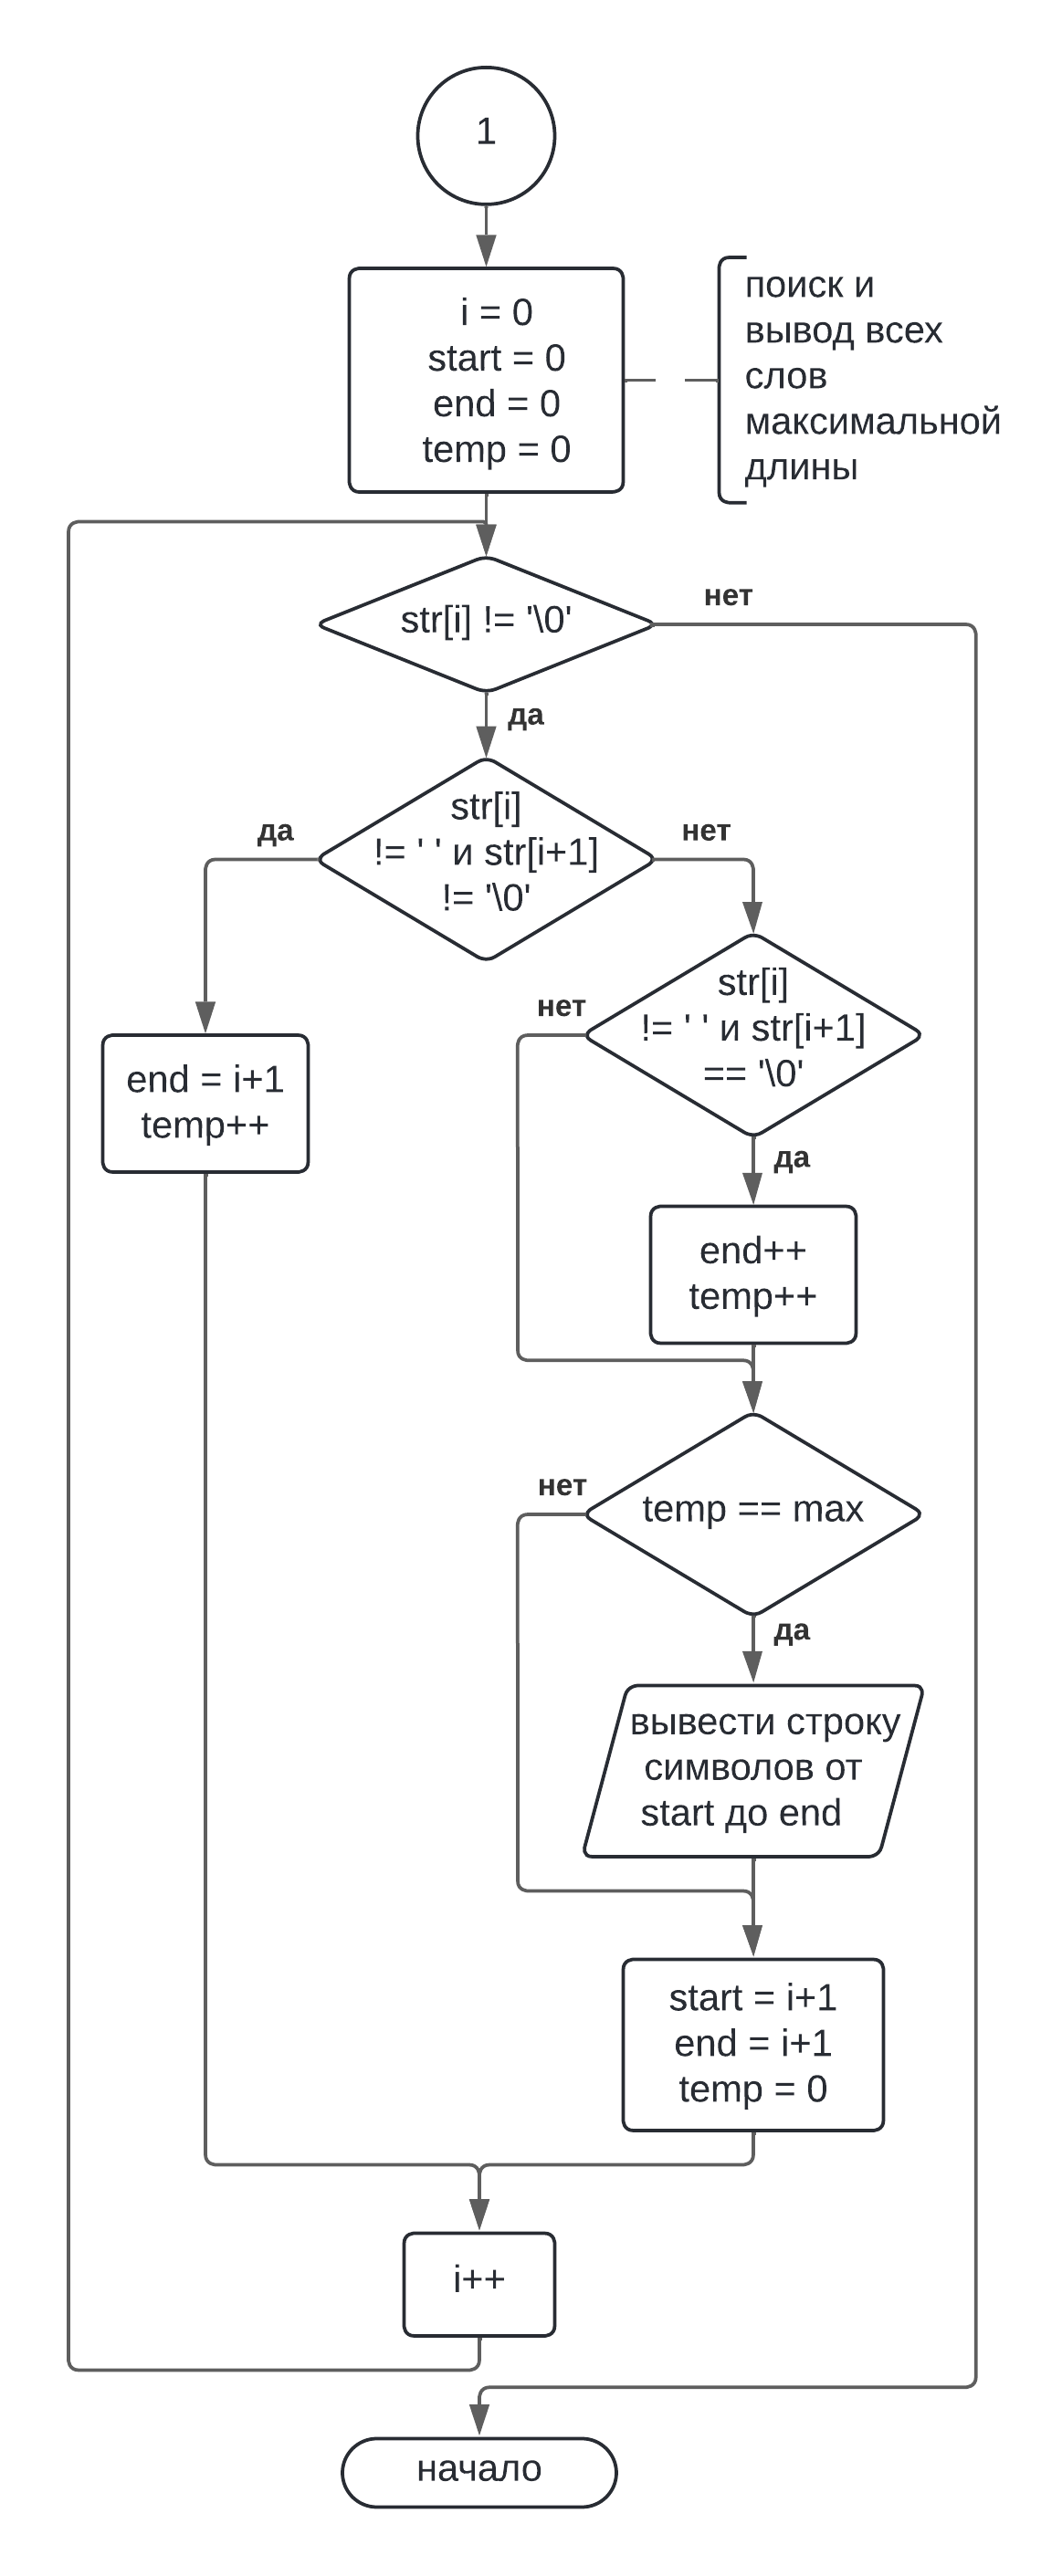 1
i = 0
start = 0
end = 0
temp = 0
поиск и
вывод всех
слов
максимальной
длины
str[i] != '\0'
нет
да
str[i]
!= ' ' и str[i+1]
!= '\0'
да
нет
end = i+1
temp++
str[i]
!= ' ' и str[i+1]
== '\0'
нет
да
end++
temp++
temp == max
нет
да
вывести строку
символов от
start до end
start = i+1
end = i+1
temp = 0
i++
начало